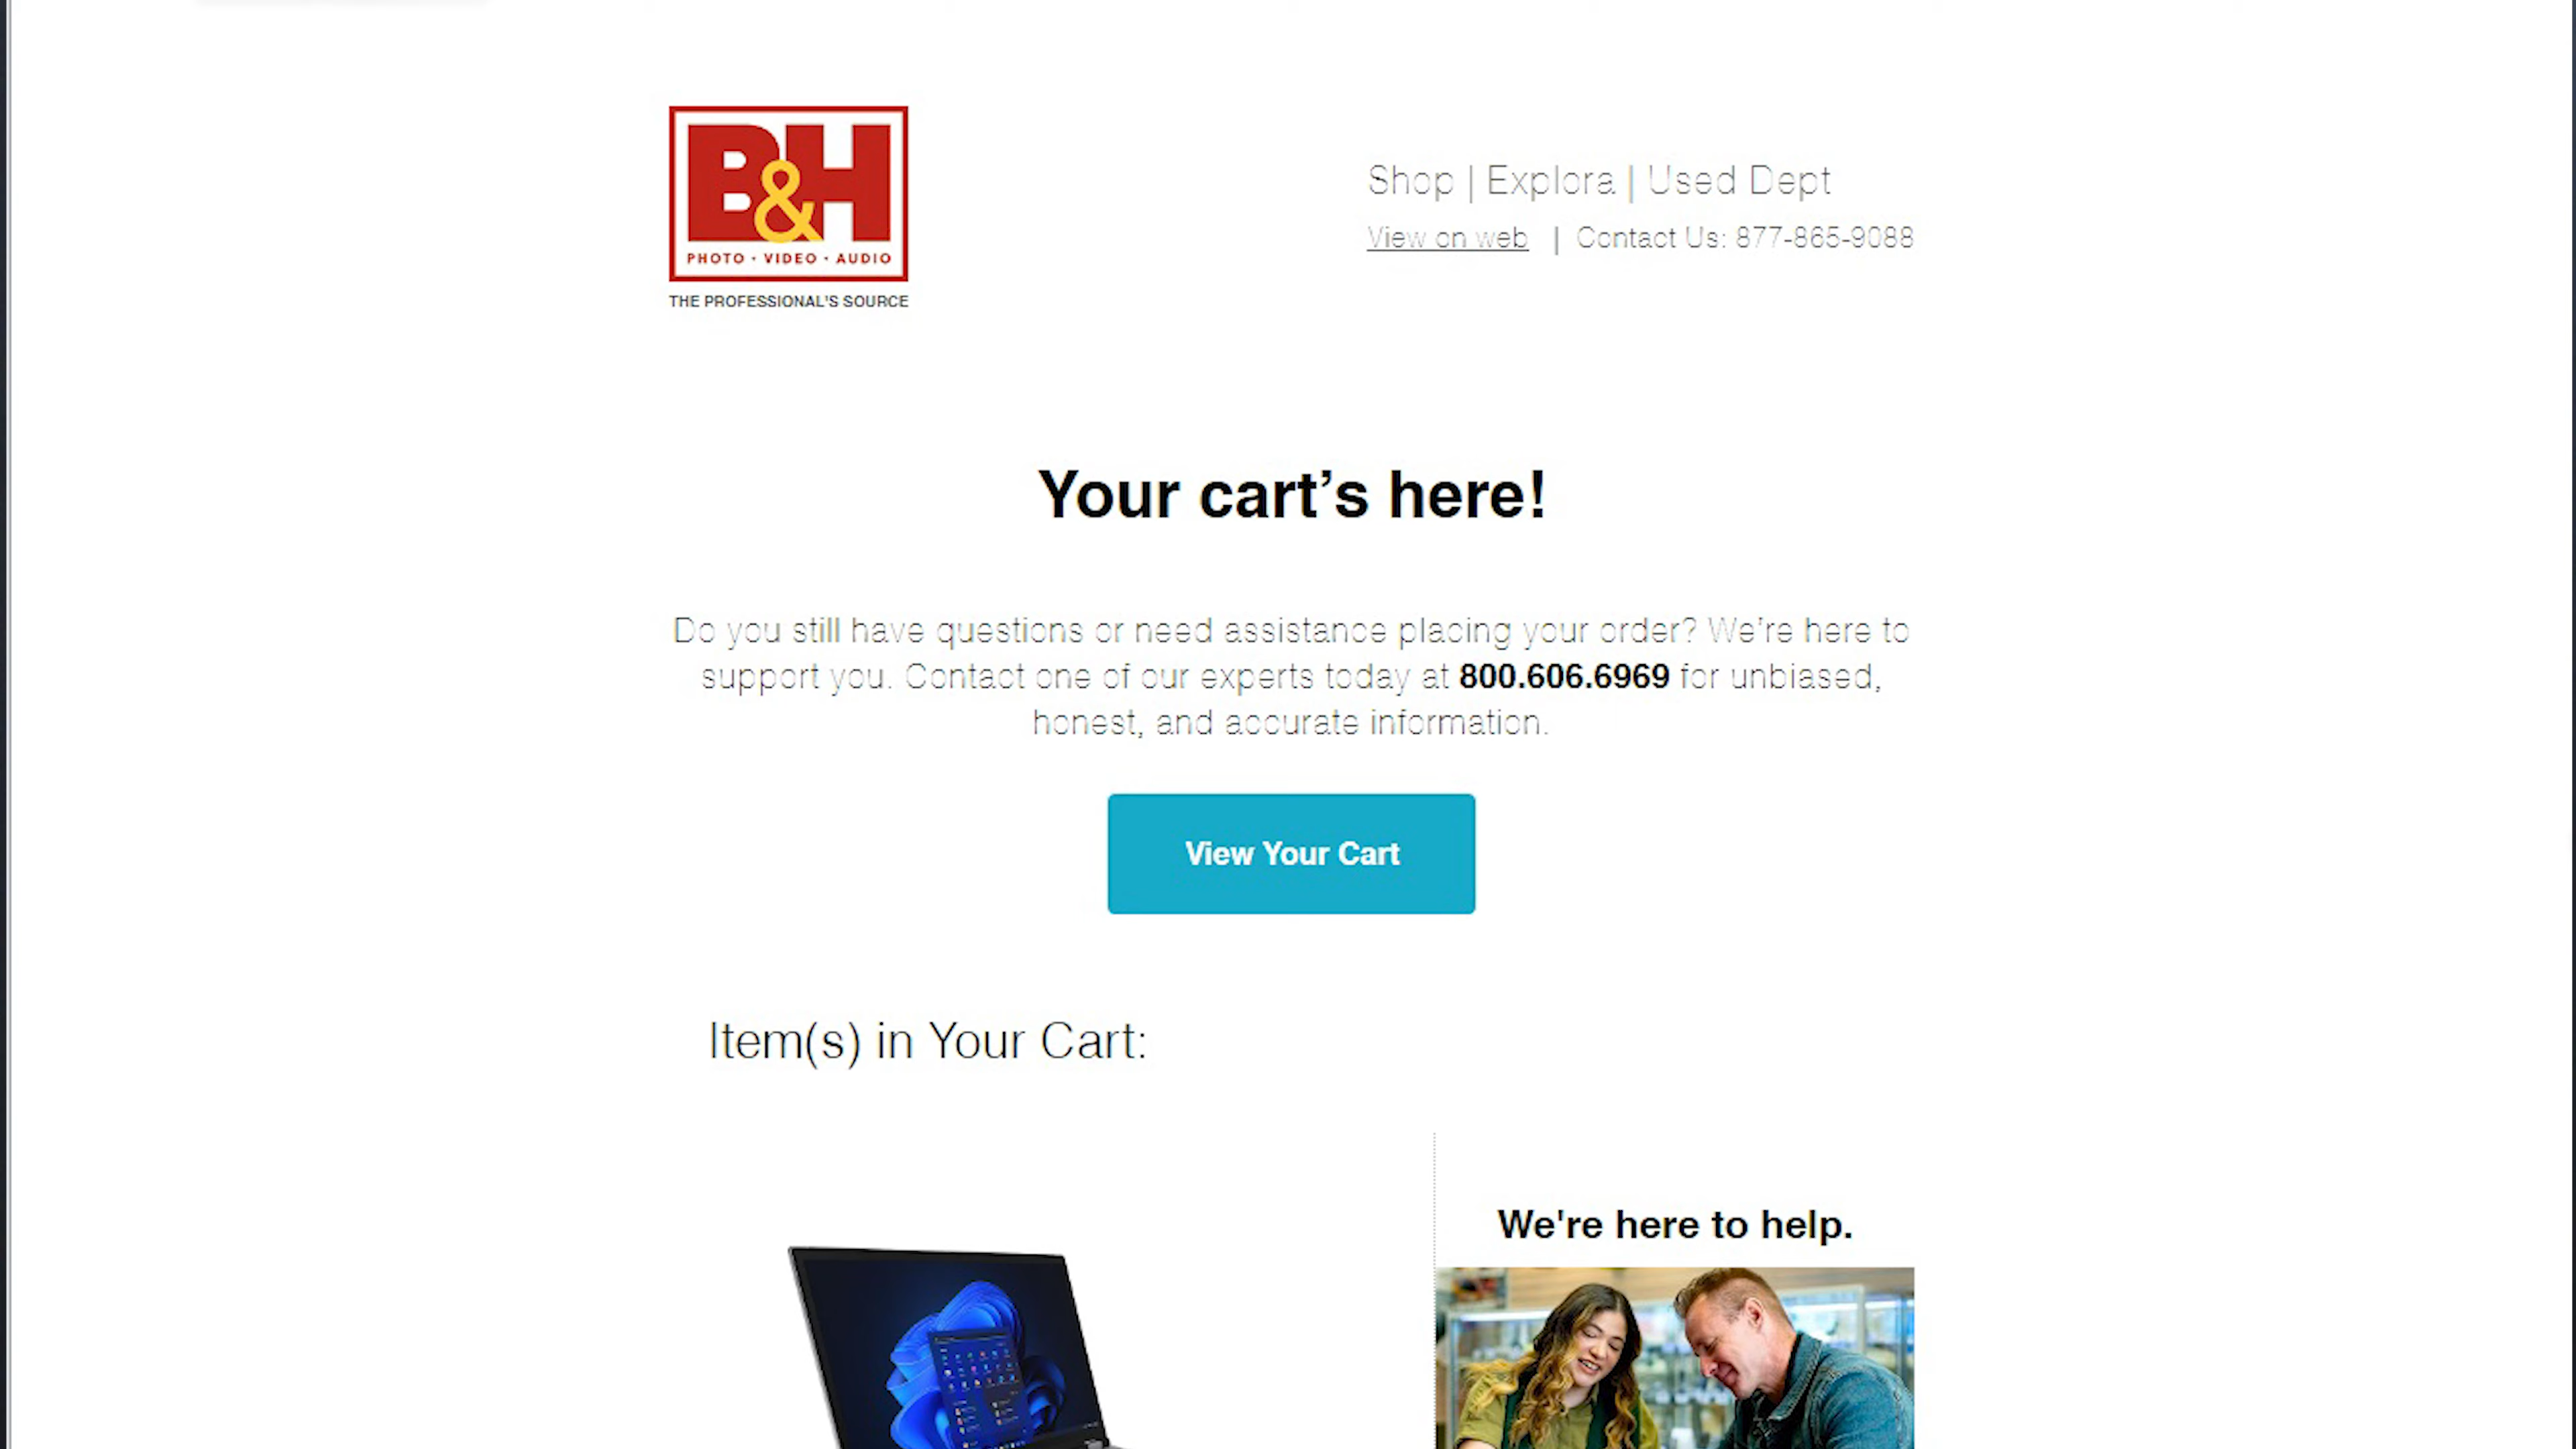 B&H
PHOTO · VIDEO · AUDIO
THE PROFESSIONAL'S SOURCE
Shop | Explora | Used Dept
View on web | Contact Us: 877-865-9088
Your cart’s here!
Do you still have questions or need assistance placing your order? We're here to
support you. Contact one of our experts today at 800.606.6969 for unbiased,
honest, and accurate information.
View Your Cart
Item(s) in Your Cart:
We're here to help.